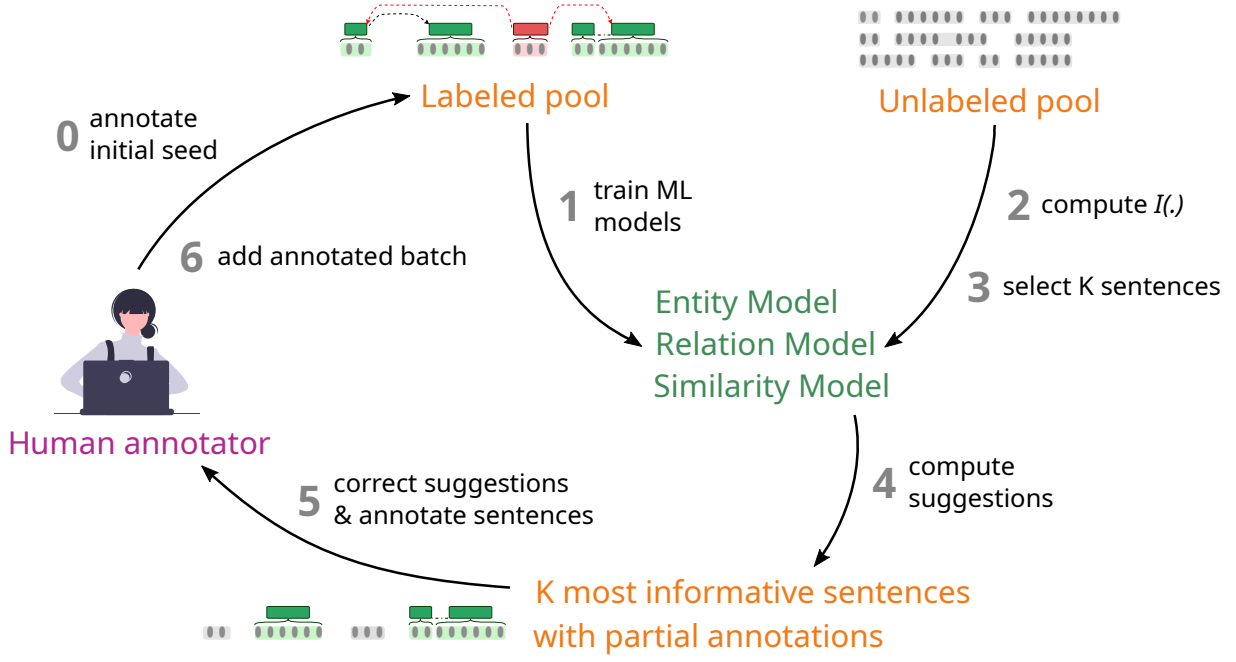 Labeled pool
Unlabeled pool
0 annotate
initial seed
1 train ML
models
2 compute I(.)
6 add annotated batch
3 select K sentences
Entity Model
Relation Model
Similarity Model
Human annotator
4 compute
suggestions
5 correct suggestions
& annotate sentences
K most informative sentences
with partial annotations